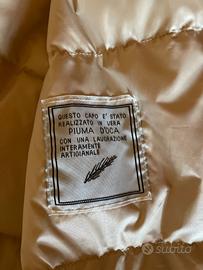 QUESTO CAPO E' STATO
REALIZZATO IN VERA
PIUMA D'OCA
CON UNA LAVORAZIONE
INTERAMENTE
ARTIGIANALE
subito